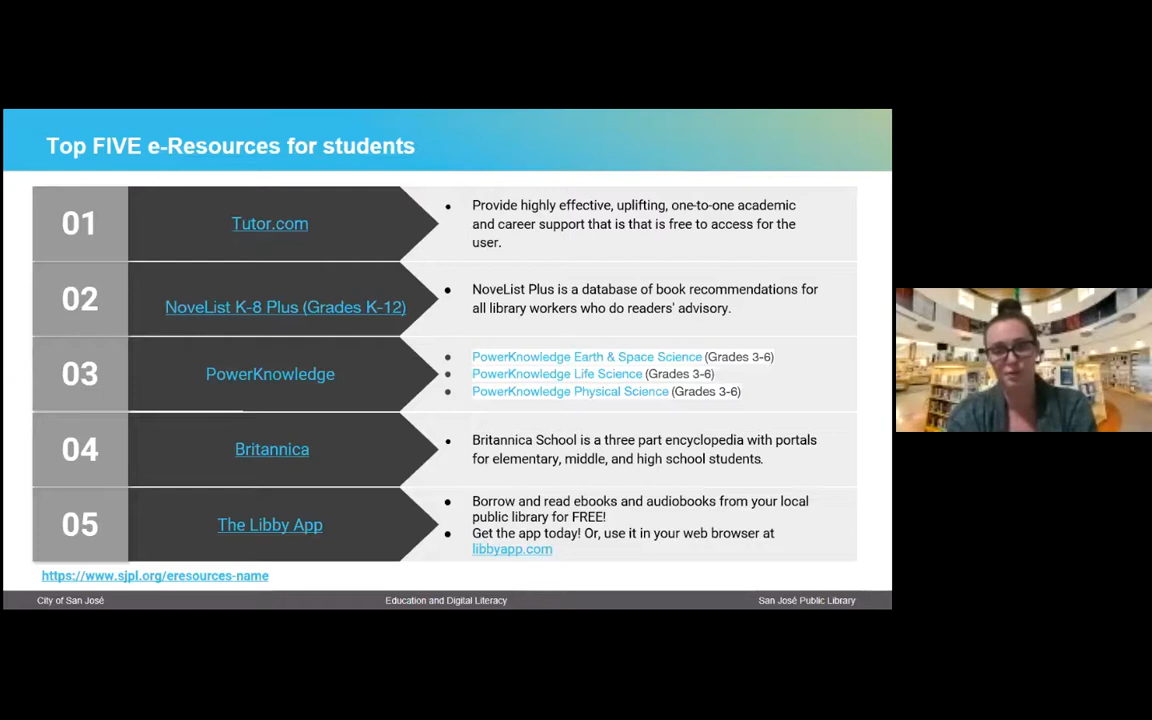 Top FIVE e-Resources for students
01
Tutor.com
● Provide highly effective, uplifting, one-to-one academic
and career support that is that is free to access for the
user.
02
NoveList K-8 Plus (Grades K-12)
● NoveList Plus is a database of book recommendations for
all library workers who do readers' advisory.
03
PowerKnowledge
● PowerKnowledge Earth & Space Science (Grades 3-6)
● PowerKnowledge Life Science (Grades 3-6)
● PowerKnowledge Physical Science (Grades 3-6)
04
Britannica
● Britannica School is a three part encyclopedia with portals
for elementary, middle, and high school students.
05
The Libby App
● Borrow and read ebooks and audiobooks from your local
public library for FREE!
● Get the app today! Or, use it in your web browser at
libbyapp.com
https://www.sjpl.org/eresources-name
City of San José
Education and Digital Literacy
San José Public Library